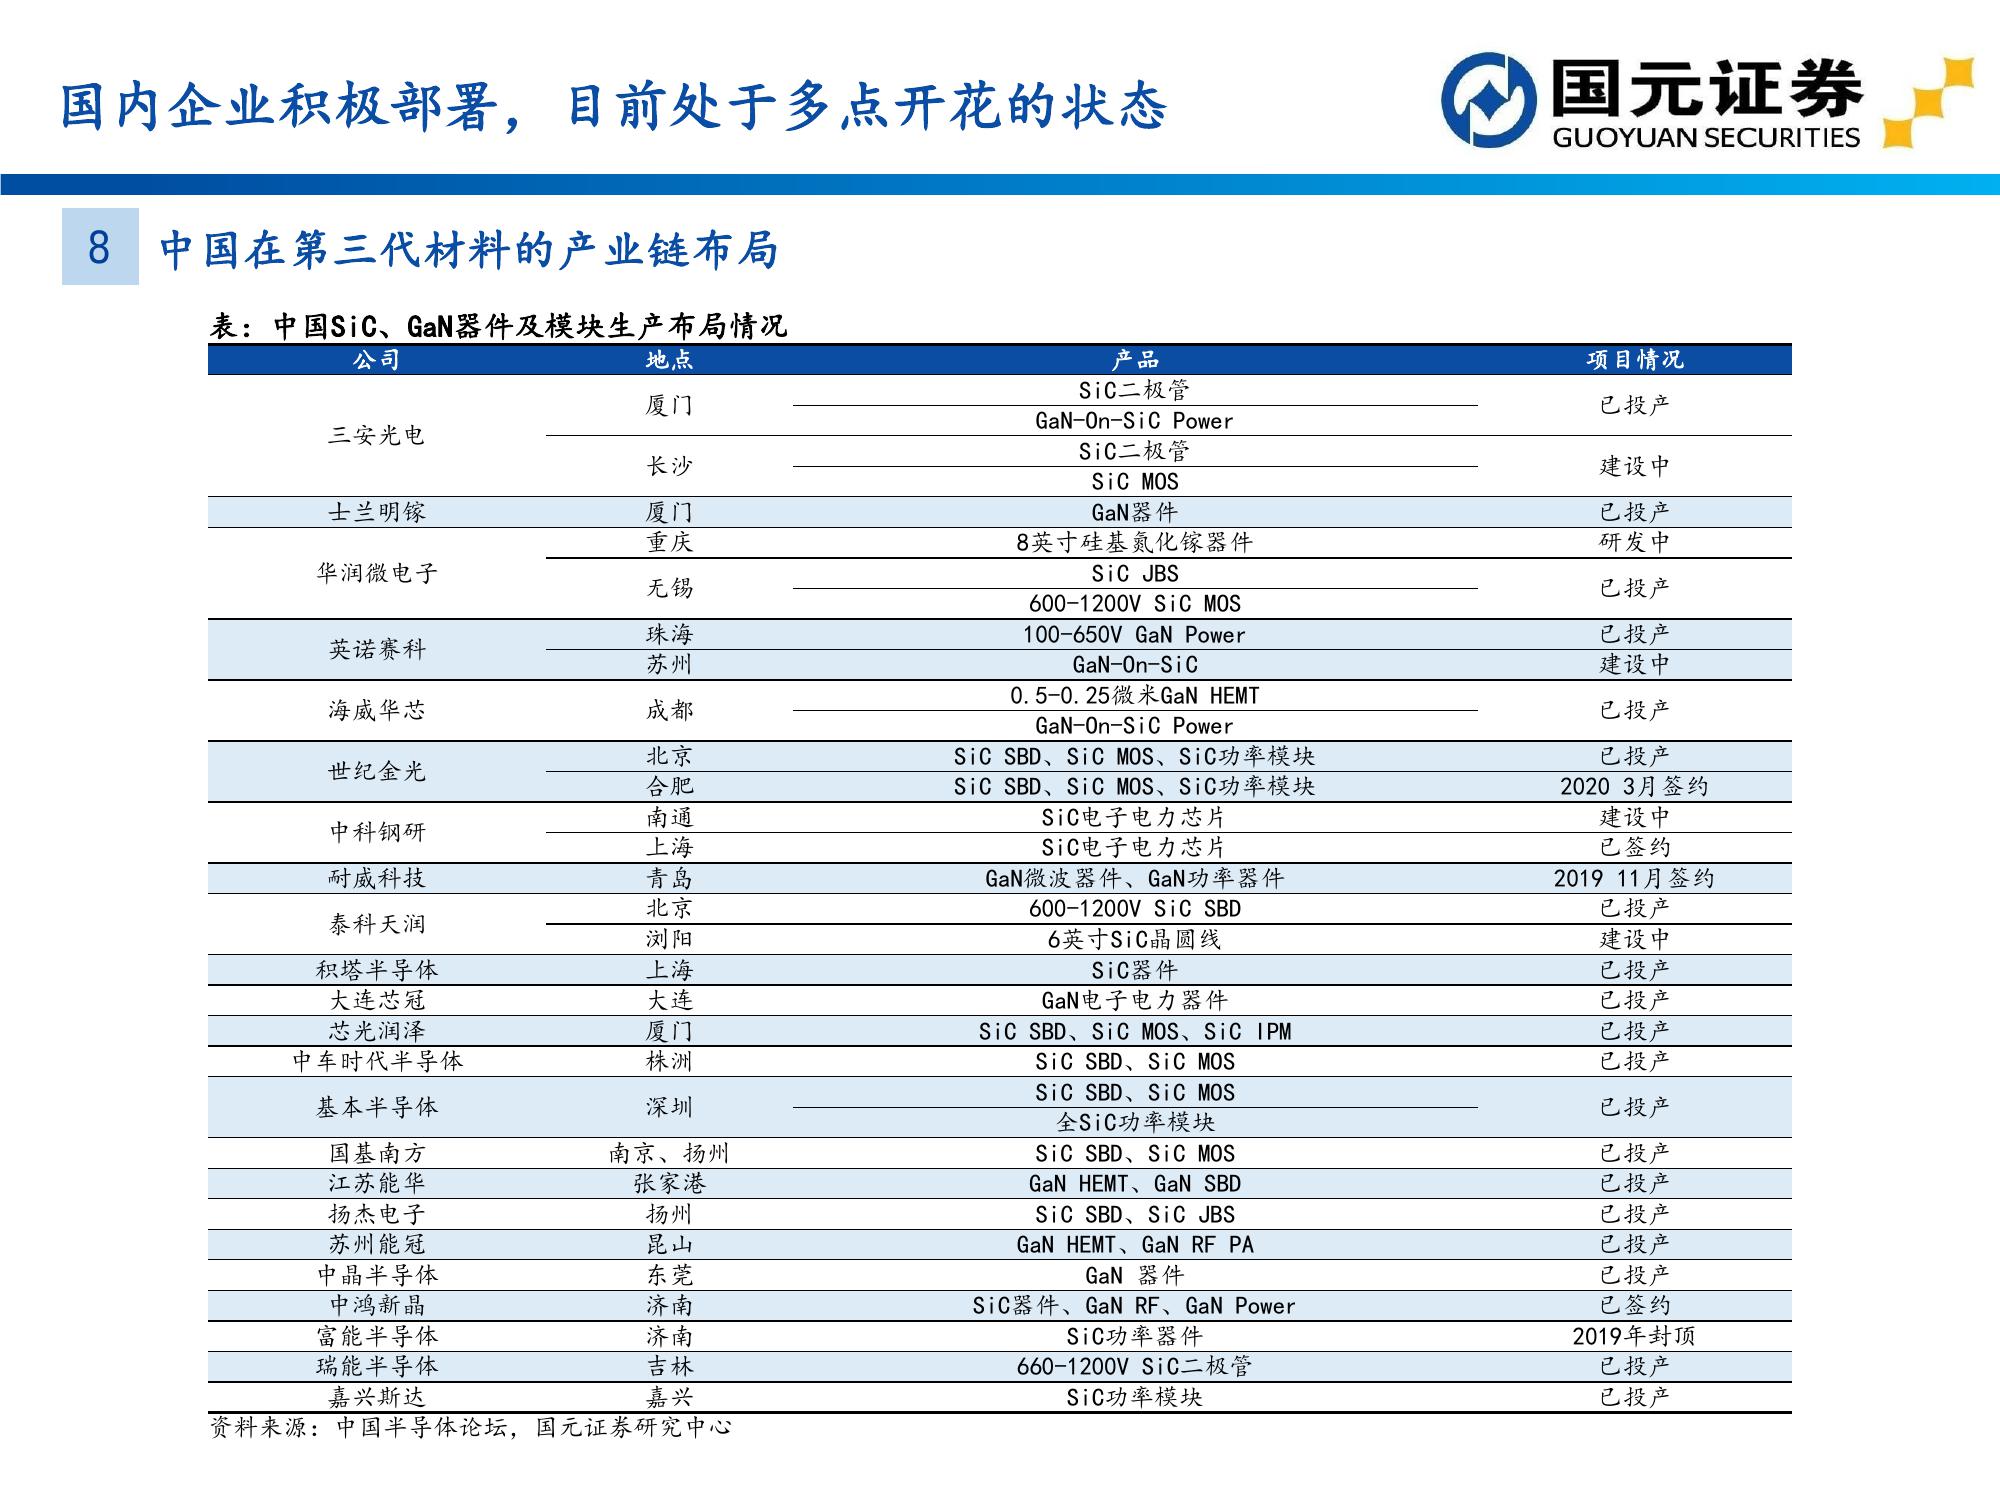 国内企业积极部署，目前处于多点开花的状态
国元证券
GUOYUAN SECURITIES
8 中国在第三代材料的产业链布局
表：中国SiC、GaN器件及模块生产布局情况
公司 地点 产品 项目情况
三安光电 厦门 SiC二极管 已投产
GaN-On-SiC Power
长沙 SiC二极管 建设中
SiC MOS
士兰明镓 厦门 GaN器件 已投产
华润微电子 重庆 8英寸硅基氮化镓器件 研发中
无锡 SiC JBS 已投产
600-1200V SiC MOS
英诺赛科 珠海 100-650V GaN Power 已投产
苏州 GaN-On-SiC 建设中
海威华芯 成都 0.5-0.25微米GaN HEMT 已投产
GaN-On-SiC Power
世纪金光 北京 SiC SBD、SiC MOS、SiC功率模块 已投产
合肥 SiC SBD、SiC MOS、SiC功率模块 2020 3月签约
中科钢研 南通 SiC电子电力芯片 建设中
上海 SiC电子电力芯片 已签约
耐威科技 青岛 GaN微波器件、GaN功率器件 2019 11月签约
泰科天润 北京 600-1200V SiC SBD 已投产
浏阳 6英寸SiC晶圆线 建设中
积塔半导体 上海 SiC器件 已投产
大连芯冠 大连 GaN电子电力器件 已投产
芯光润泽 厦门 SiC SBD、SiC MOS、SiC IPM 已投产
中车时代半导体 株洲 SiC SBD、SiC MOS 已投产
基本半导体 深圳 SiC SBD、SiC MOS 已投产
全SiC功率模块
国基南方 南京、扬州 SiC SBD、SiC MOS 已投产
江苏能华 张家港 GaN HEMT、GaN SBD 已投产
扬杰电子 扬州 SiC SBD、SiC JBS 已投产
苏州能冠 昆山 GaN HEMT、GaN RF PA 已投产
中晶半导体 东莞 GaN 器件 已投产
中鸿新晶 济南 SiC器件、GaN RF、GaN Power 已签约
富能半导体 济南 SiC功率器件 2019年封顶
瑞能半导体 吉林 660-1200V SiC二极管 已投产
嘉兴斯达 嘉兴 SiC功率模块 已投产
资料来源：中国半导体论坛，国元证券研究中心